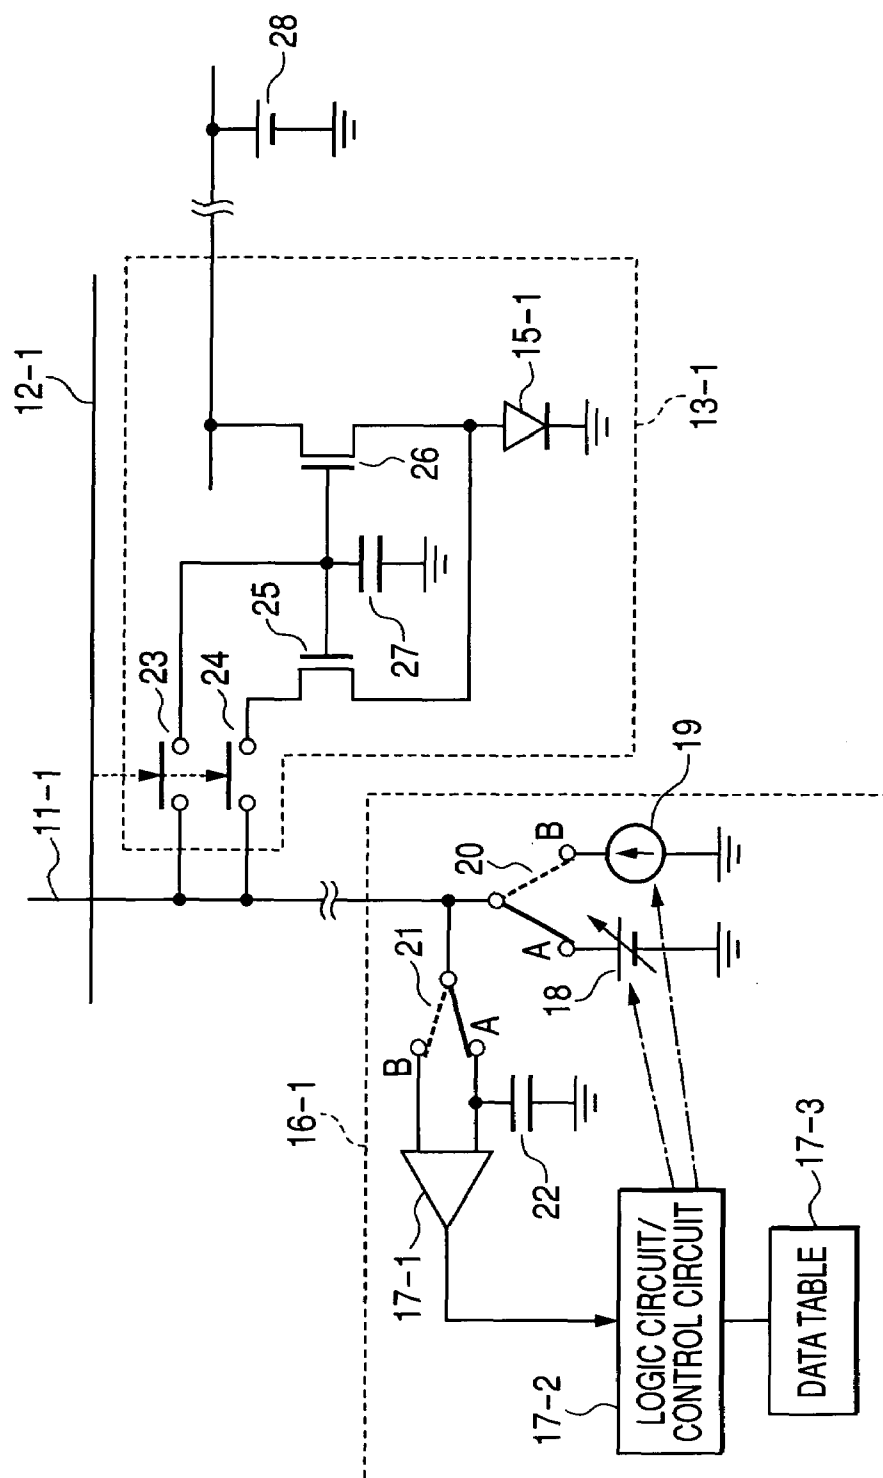 28
12-1
11-1
23
24
25
26
27
15-1
13-1
16-1
21
B
A
20
B
A
18
19
22
17-1
17-2
LOGIC CIRCUIT/
CONTROL CIRCUIT
17-3
DATA TABLE